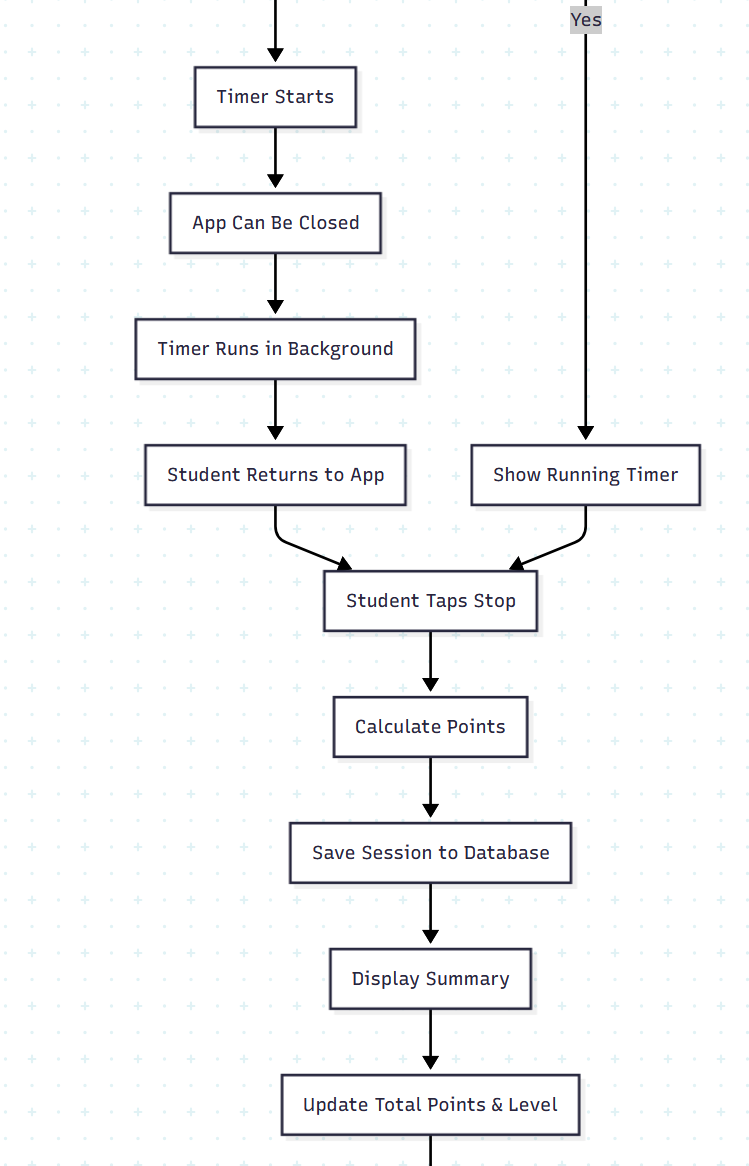 Yes
Timer Starts
App Can Be Closed
Timer Runs in Background
Student Returns to App
Show Running Timer
Student Taps Stop
Calculate Points
Save Session to Database
Display Summary
Update Total Points & Level